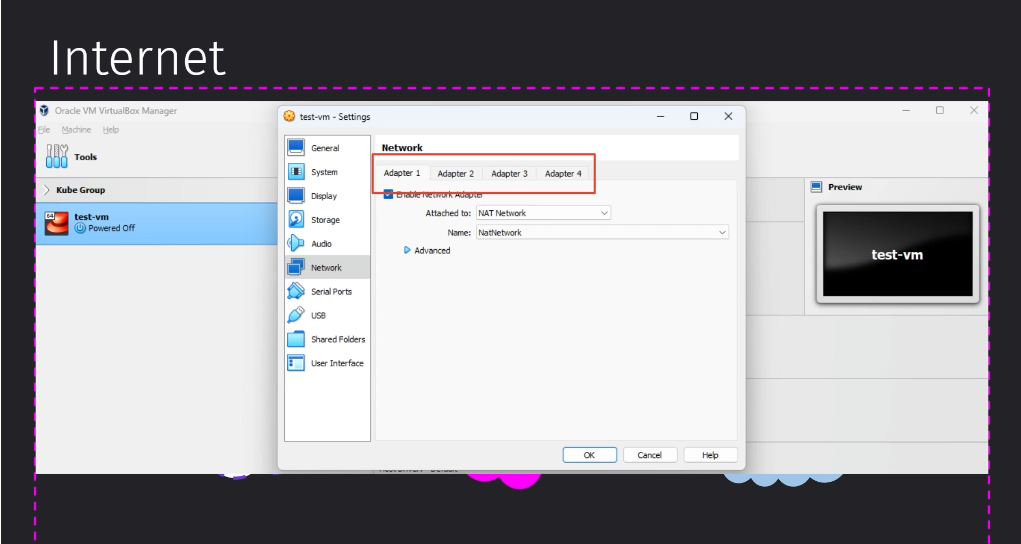 Internet
Oracle VM VirtualBox Manager
File Machine Help
Tools
Kube Group
64
test-vm
Powered Off
test-vm - Settings
General
System
Display
Storage
Audio
Network
Serial Ports
USB
Shared Folders
User Interface
Network
Adapter 1 Adapter 2 Adapter 3 Adapter 4
Enable Network Adapter
Attached to: NAT Network
Name: NatNetwork
Advanced
OK Cancel Help
Preview
test-vm